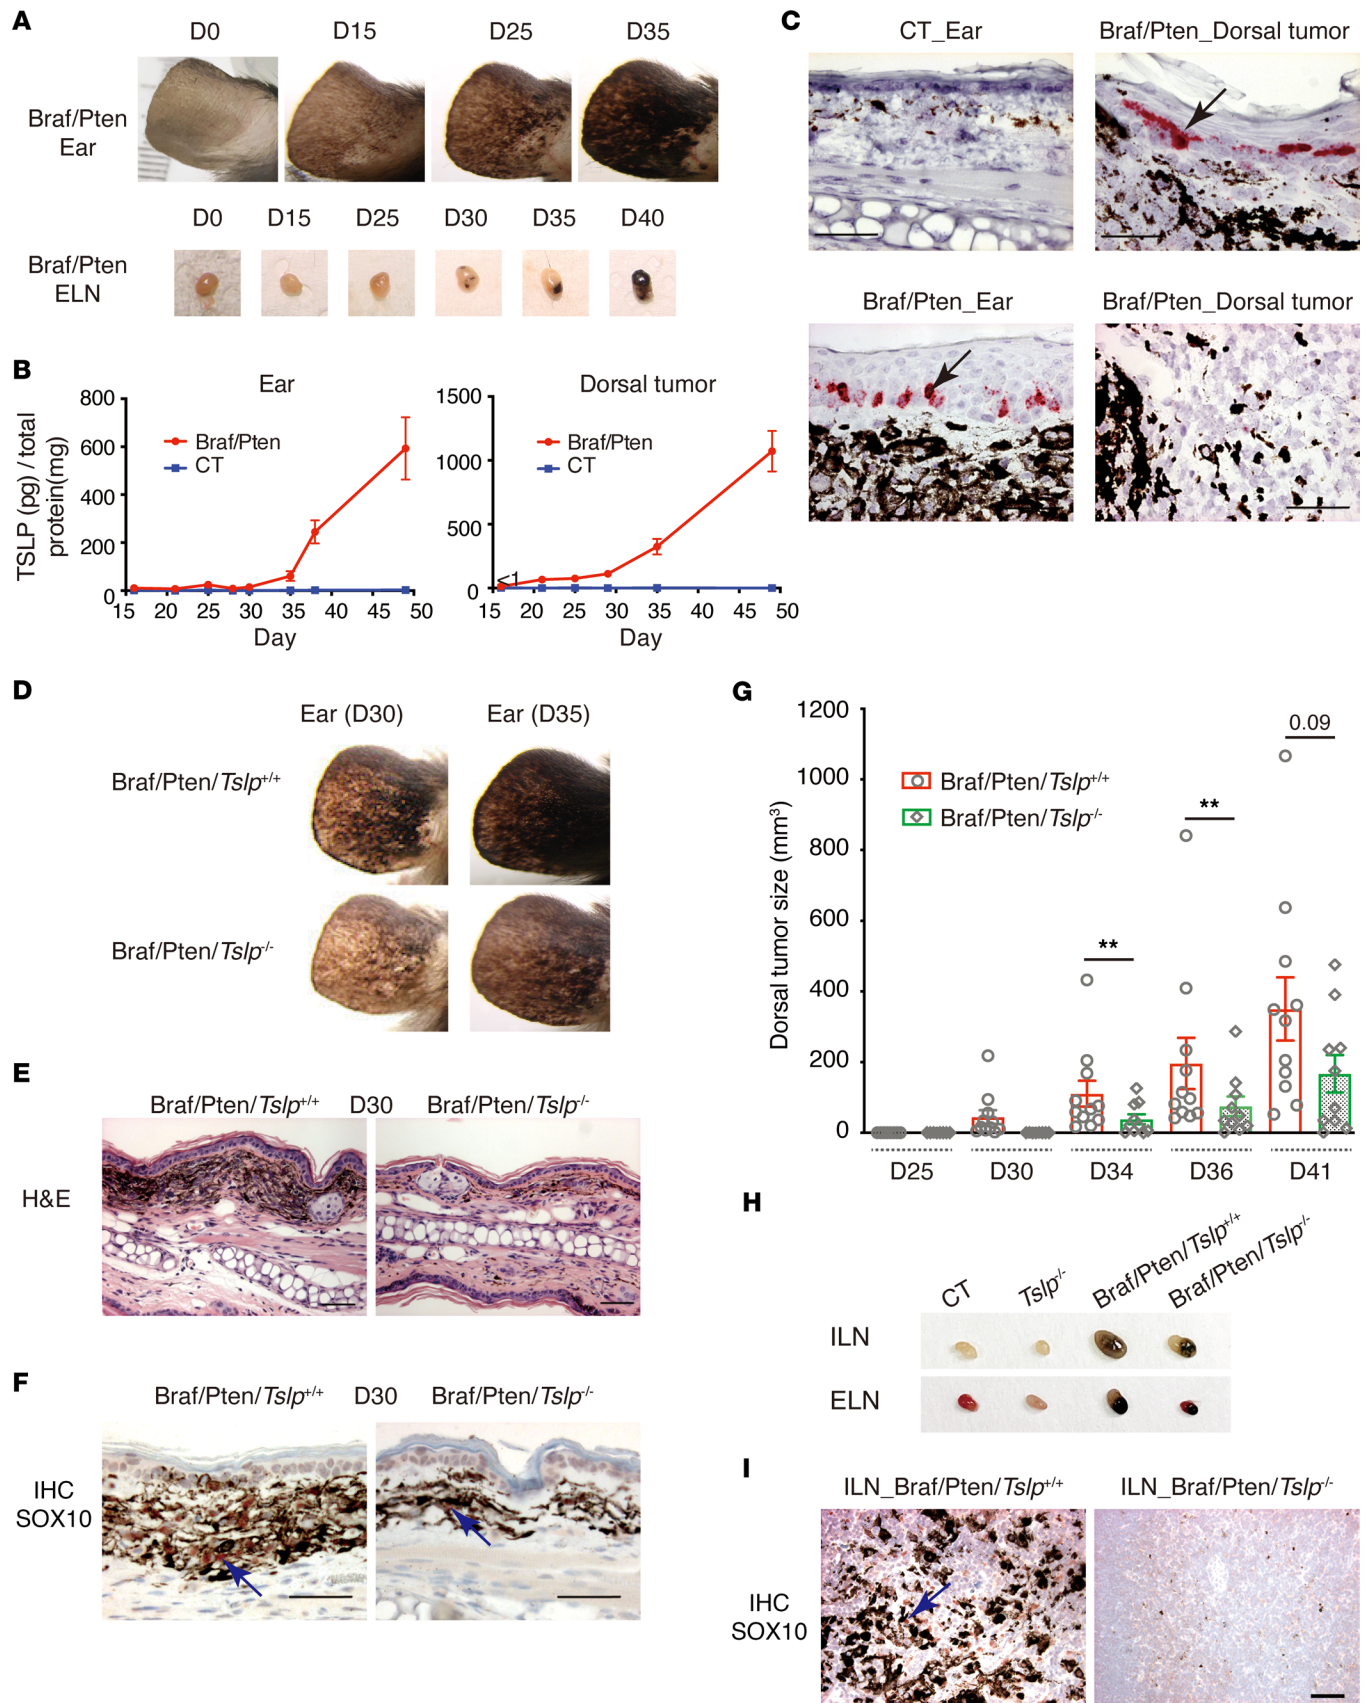 A
D0 D15 D25 D35
Braf/Pten
Ear
D0 D15 D25 D30 D35 D40
Braf/Pten
ELN
B
Ear
TSLP (pg) / total
protein(mg)
800
600
400
200
0
Braf/Pten
CT
15 20 25 30 35 40 45 50
Day
Dorsal tumor
1500
1000
500
0
Braf/Pten
CT
<1
15 20 25 30 35 40 45 50
Day
C
CT_Ear
Braf/Pten_Dorsal tumor
Braf/Pten_Ear
Braf/Pten_Dorsal tumor
D
Ear (D30) Ear (D35)
Braf/Pten/Tslp+/+
Braf/Pten/Tslp-/-
E
Braf/Pten/Tslp+/+ D30 Braf/Pten/Tslp-/-
H&E
F
Braf/Pten/Tslp+/+ D30 Braf/Pten/Tslp-/-
IHC
SOX10
G
Dorsal tumor size (mm3)
1200
1000
800
600
400
200
0
Braf/Pten/Tslp+/+
Braf/Pten/Tslp-/-
**
**
0.09
D25 D30 D34 D36 D41
H
CT Tslp-/- Braf/Pten/Tslp+/+ Braf/Pten/Tslp-/-
ILN
ELN
I
ILN_Braf/Pten/Tslp+/+ ILN_Braf/Pten/Tslp-/-
IHC
SOX10